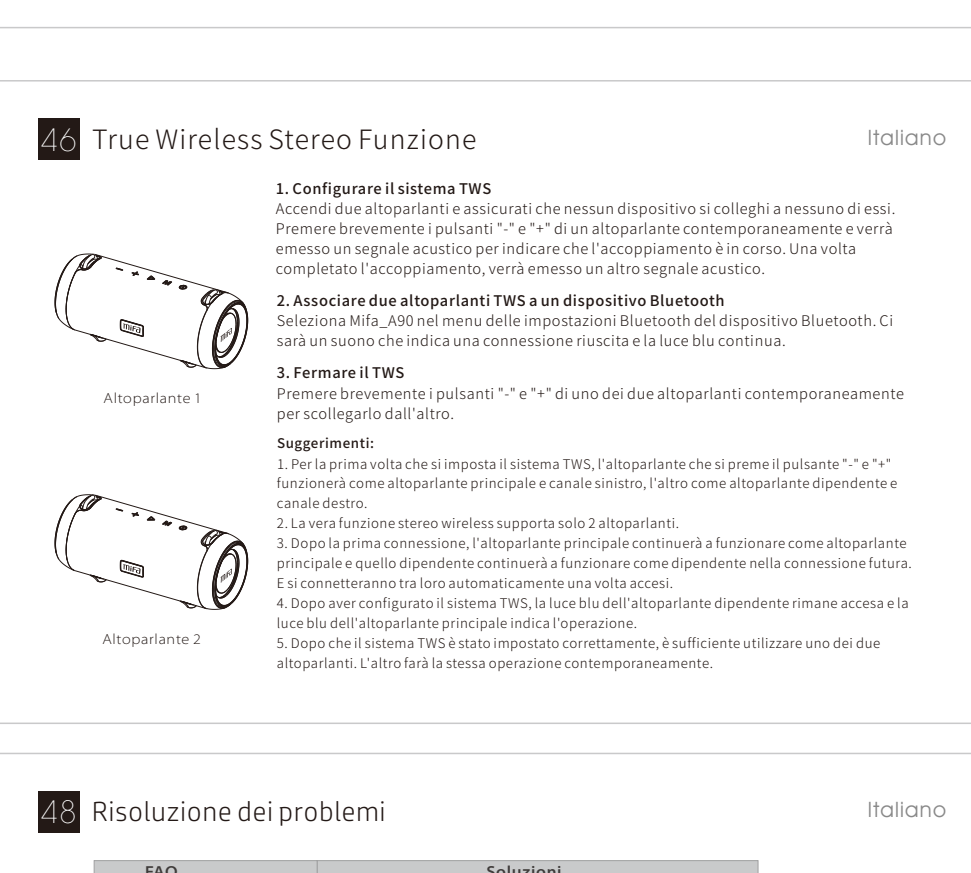 46 True Wireless Stereo Funzione
Italiano
1. Configurare il sistema TWS
Accendi due altoparlanti e assicurati che nessun dispositivo si colleghi a nessuno di essi.
Premere brevemente i pulsanti "-" e "+" di un altoparlante contemporaneamente e verrà
emesso un segnale acustico per indicare che l'accoppiamento è in corso. Una volta
completato l'accoppiamento, verrà emesso un altro segnale acustico.
2. Associare due altoparlanti TWS a un dispositivo Bluetooth
Seleziona Mifa_A90 nel menu delle impostazioni Bluetooth del dispositivo Bluetooth. Ci
sarà un suono che indica una connessione riuscita e la luce blu continua.
3. Fermare il TWS
Premere brevemente i pulsanti "-" e "+" di uno dei due altoparlanti contemporaneamente
per scollegarlo dall'altro.
Suggerimenti:
1. Per la prima volta che si imposta il sistema TWS, l'altoparlante che si preme il pulsante "-" e "+"
funzionerà come altoparlante principale e canale sinistro, l'altro come altoparlante dipendente e
canale destro.
2. La vera funzione stereo wireless supporta solo 2 altoparlanti.
3. Dopo la prima connessione, l'altoparlante principale continuerà a funzionare come altoparlante
principale e quello dipendente continuerà a funzionare come dipendente nella connessione futura.
E si connetteranno tra loro automaticamente una volta accesi.
4. Dopo aver configurato il sistema TWS, la luce blu dell'altoparlante dipendente rimane accesa e la
luce blu dell'altoparlante principale indica l'operazione.
5. Dopo che il sistema TWS è stato impostato correttamente, è sufficiente utilizzare uno dei due
altoparlanti. L'altro farà la stessa operazione contemporaneamente.
mifa
mifa
Altoparlante 1
mifa
mifa
Altoparlante 2
48 Risoluzione dei problemi
Italiano
FAQ
Soluzioni